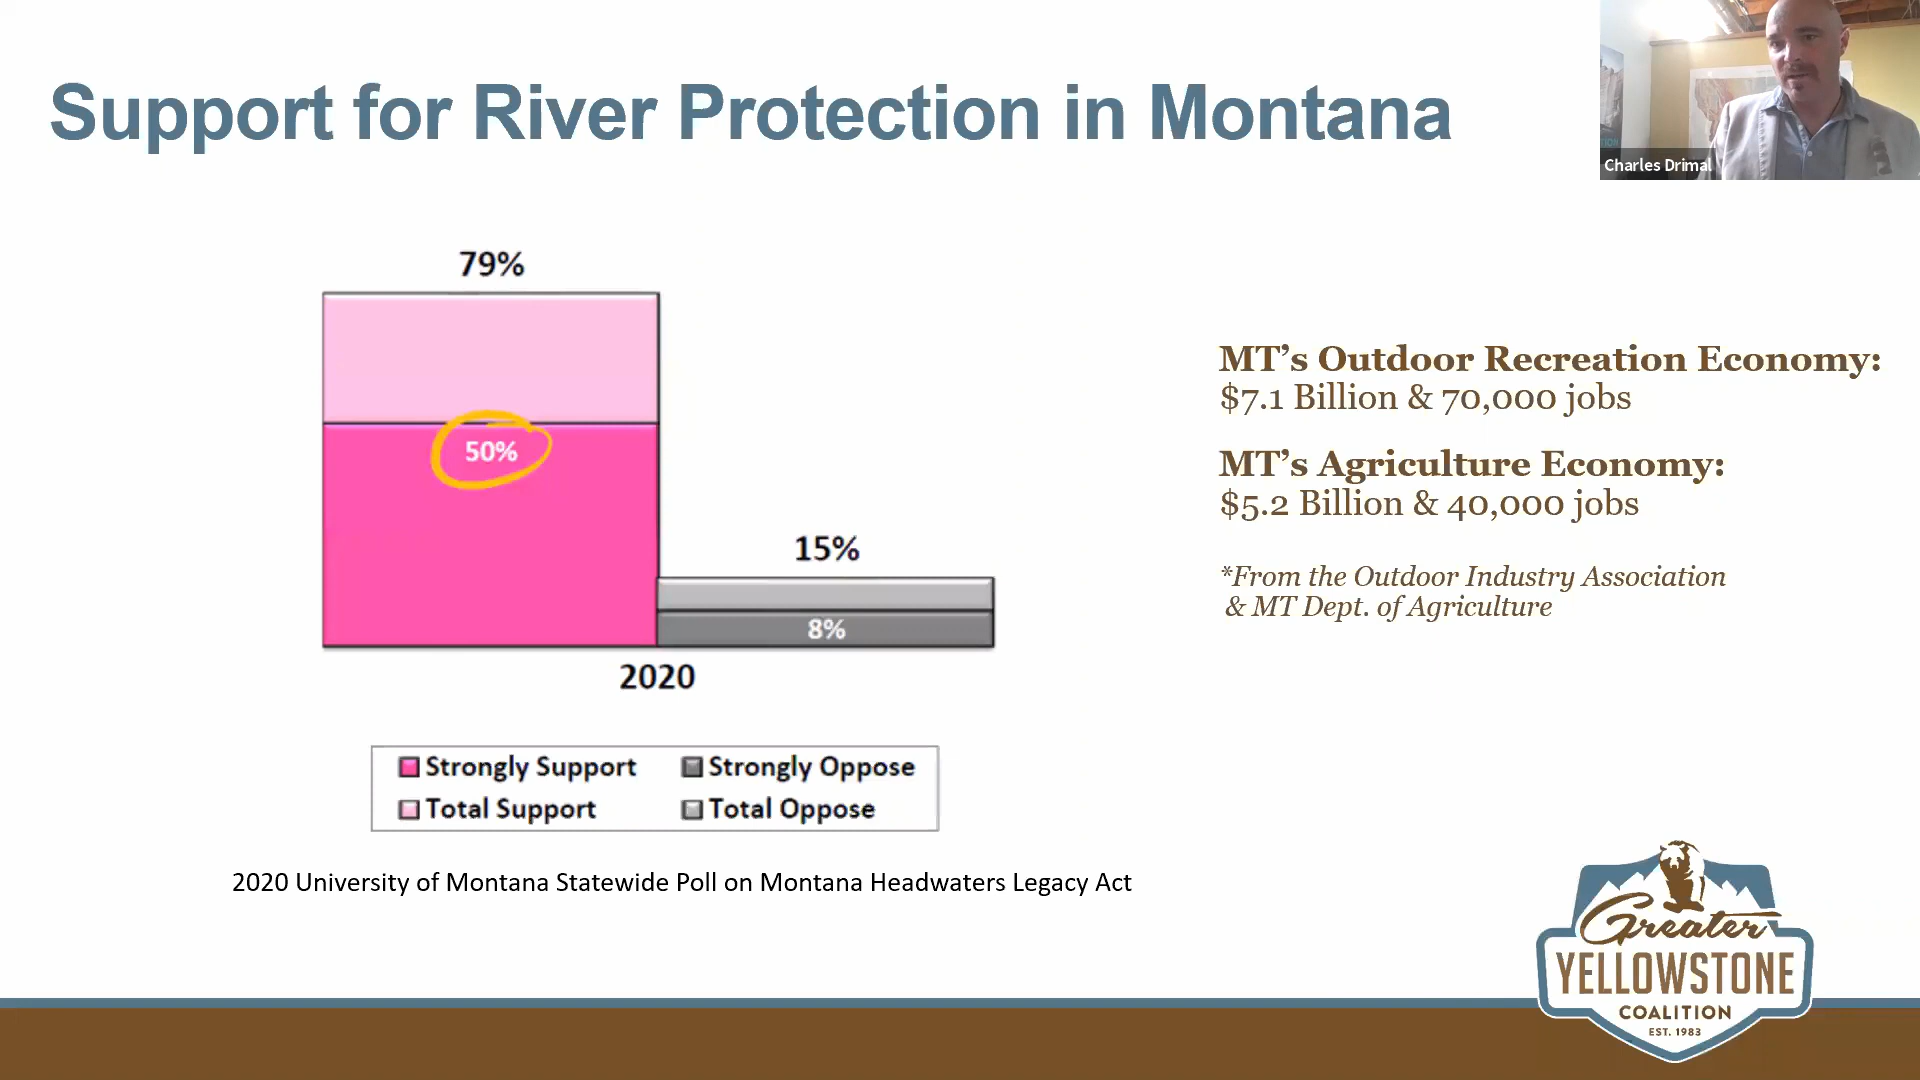 Support for River Protection in Montana
Charles Drimal
79%
50%
15%
8%
2020
Strongly Support
Strongly Oppose
Total Support
Total Oppose
2020 University of Montana Statewide Poll on Montana Headwaters Legacy Act
MT’s Outdoor Recreation Economy:
$7.1 Billion & 70,000 jobs
MT’s Agriculture Economy:
$5.2 Billion & 40,000 jobs
*From the Outdoor Industry Association
& MT Dept. of Agriculture
Greater
YELLOWSTONE
COALITION
EST. 1983